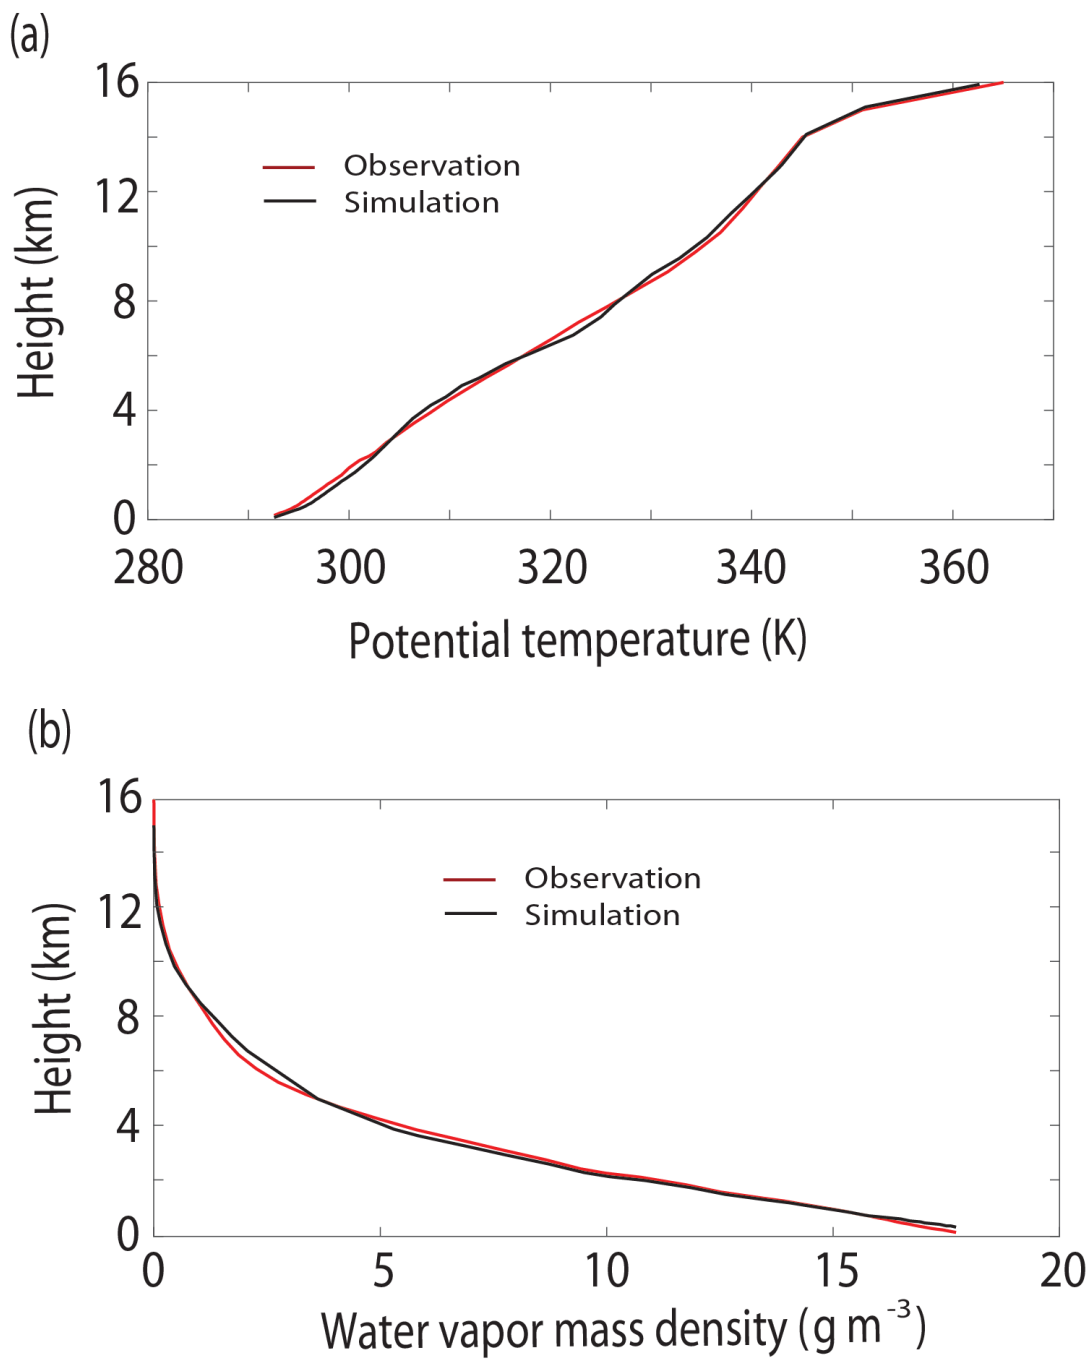 (a)
16
12
8
4
0
Height (km)
Observation
Simulation
280 300 320 340 360
Potential temperature (K)
(b)
16
12
8
4
0
Height (km)
Observation
Simulation
0 5 10 15 20
Water vapor mass density (g m⁻³)